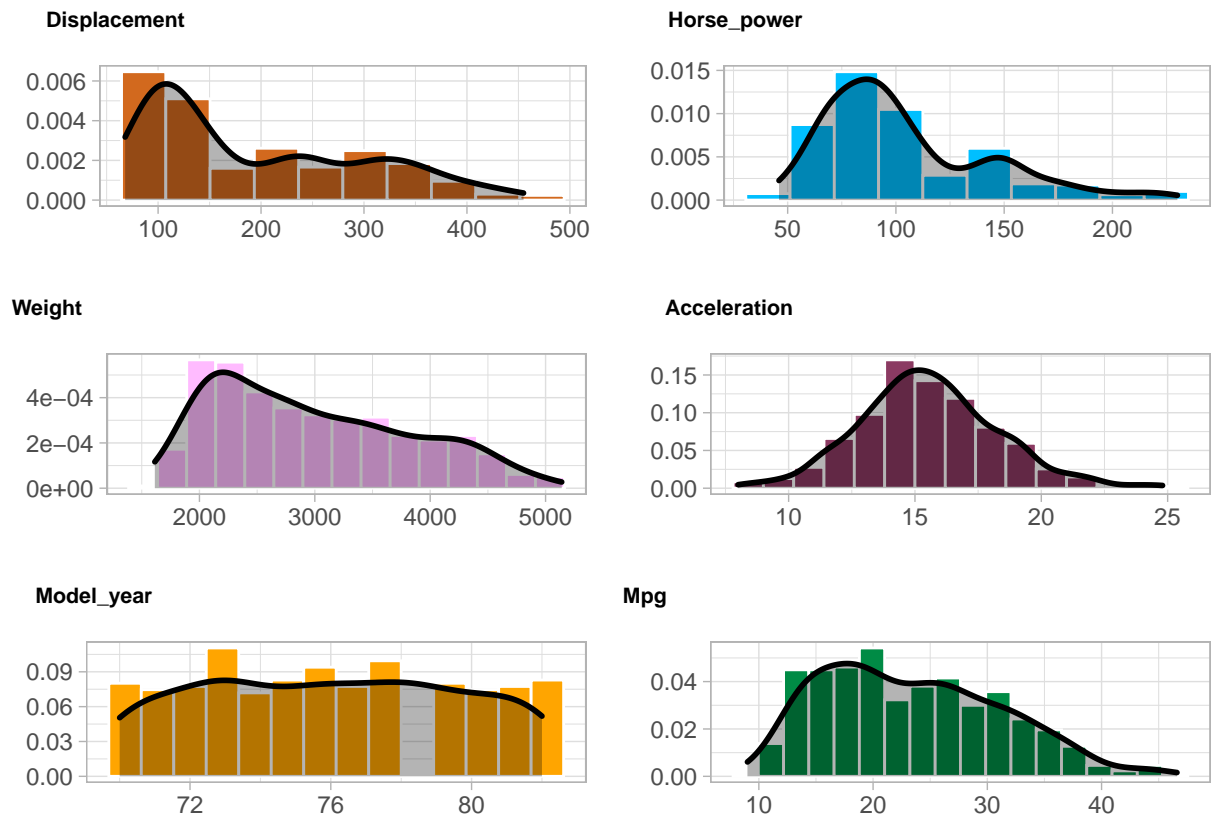 Displacement
0.006
0.004
0.002
0.000
100 200 300 400 500
Horse_power
0.015
0.010
0.005
0.000
50 100 150 200
Weight
4e−04
2e−04
0e+00
2000 3000 4000 5000
Acceleration
0.15
0.10
0.05
0.00
10 15 20 25
Model_year
0.09
0.06
0.03
0.00
72 76 80
Mpg
0.04
0.02
0.00
10 20 30 40